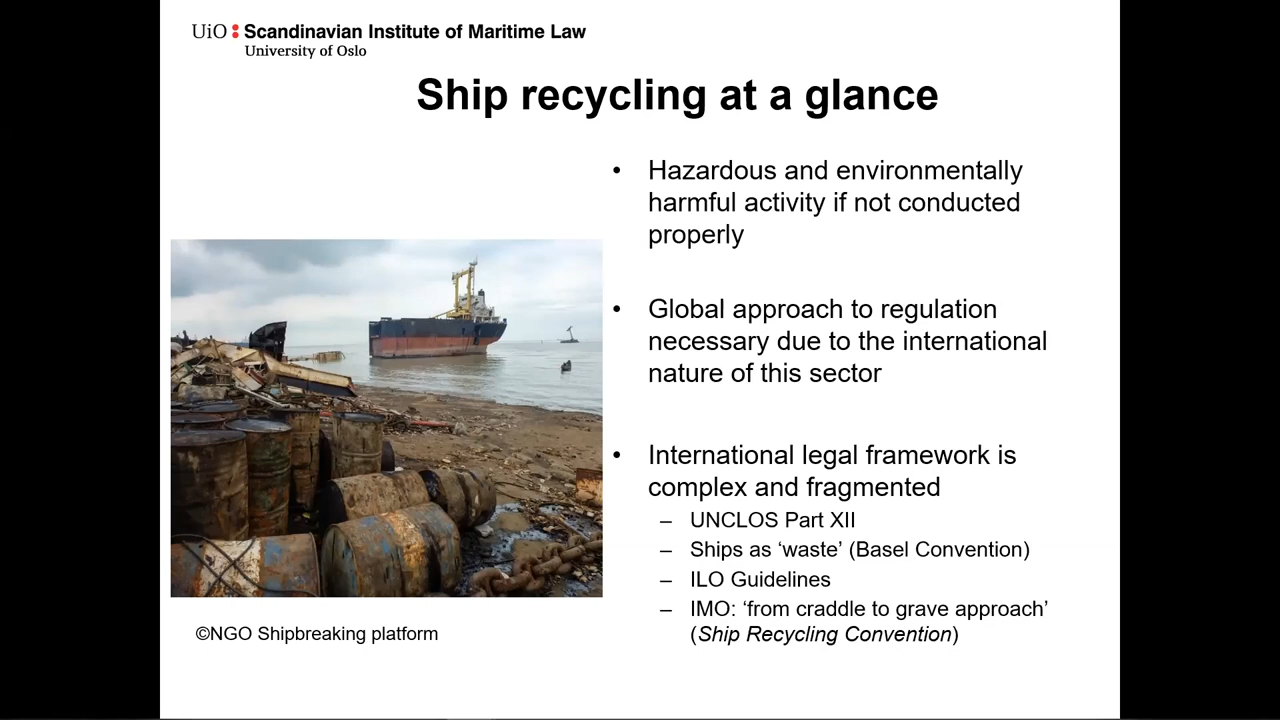 UiO : Scandinavian Institute of Maritime Law
University of Oslo
Ship recycling at a glance
• Hazardous and environmentally
harmful activity if not conducted
properly
• Global approach to regulation
necessary due to the international
nature of this sector
• International legal framework is
complex and fragmented
– UNCLOS Part XII
– Ships as ‘waste’ (Basel Convention)
– ILO Guidelines
– IMO: ‘from craddle to grave approach’
(Ship Recycling Convention)
©NGO Shipbreaking platform